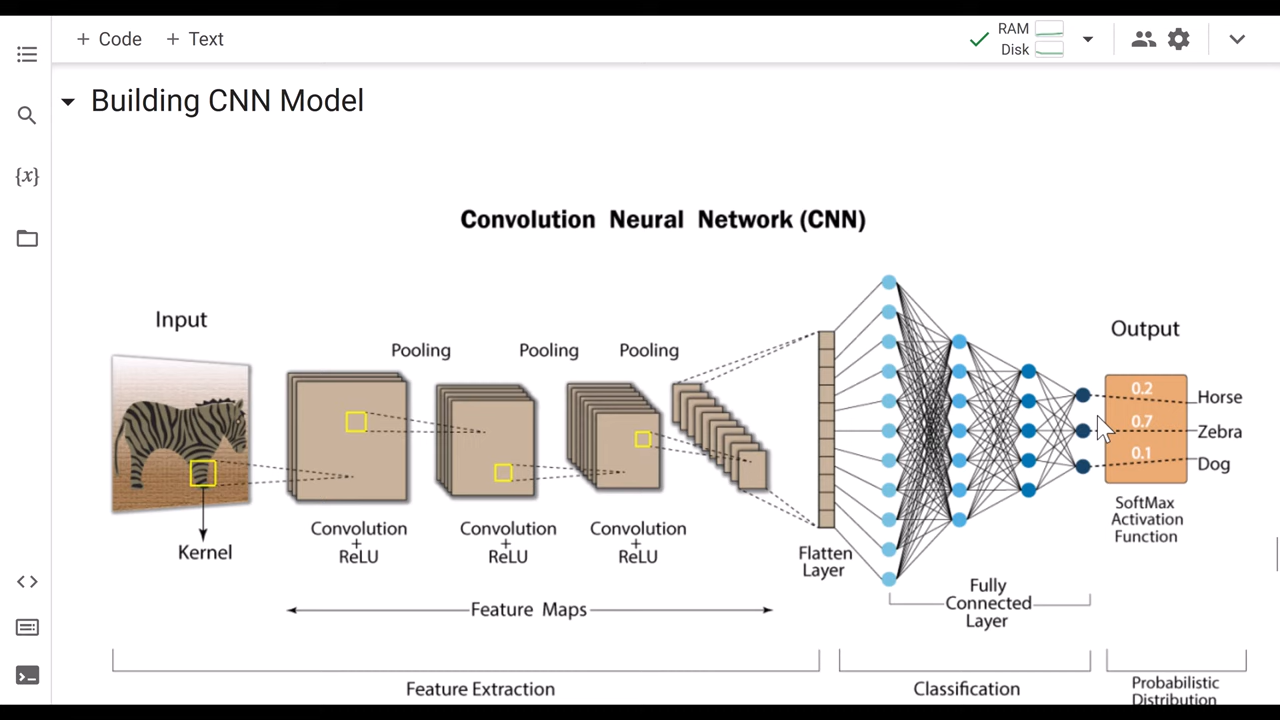 + Code + Text
RAM
Disk
{x}
Building CNN Model
Convolution Neural Network (CNN)
Input
Output
Pooling Pooling Pooling
0.2 Horse
0.7 Zebra
0.1 Dog
Kernel
Convolution
+
ReLU
Convolution
+
ReLU
Convolution
+
ReLU
Flatten
Layer
SoftMax
Activation
Function
Fully
Connected
Layer
Feature Maps
Feature Extraction
Classification
Probabilistic
Distribution